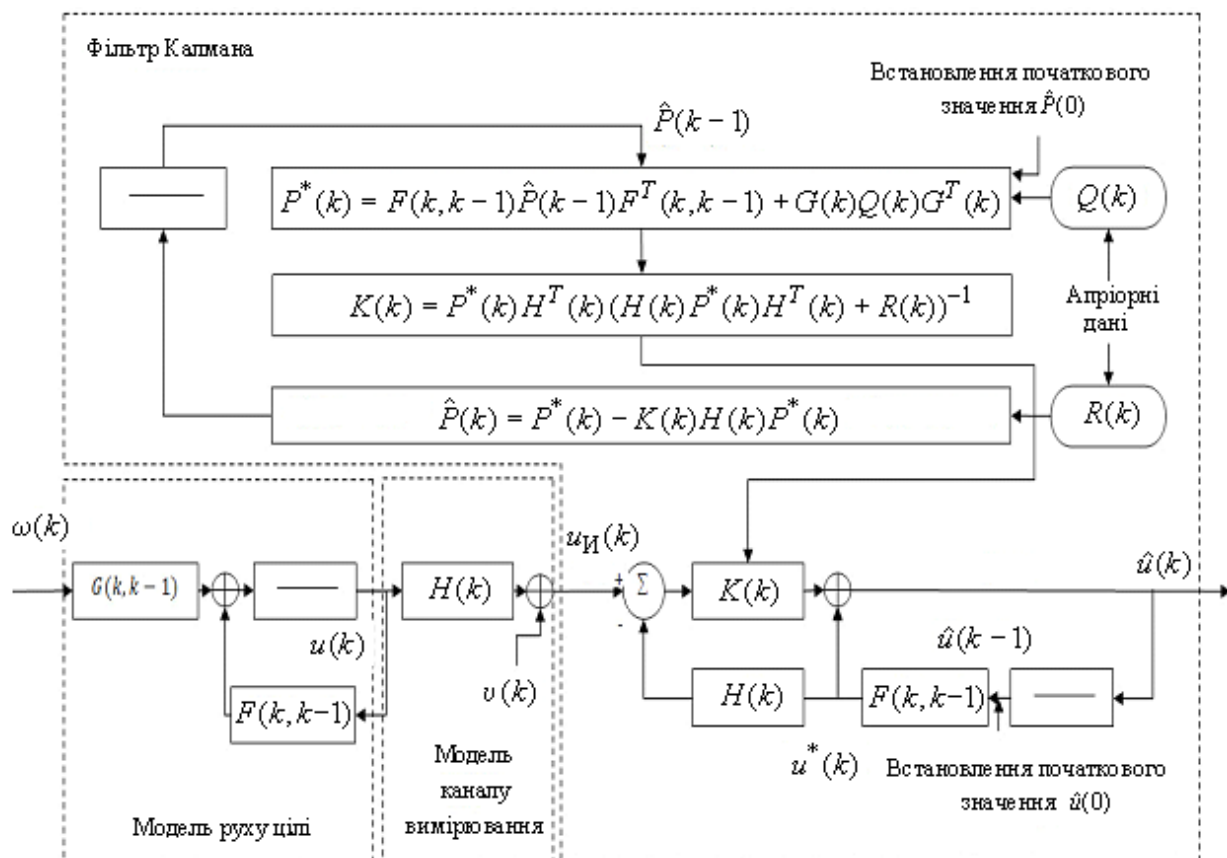 Фільтр Калмана
Встановлення початкового
значення P̂(0)
P̂(k − 1)
P*(k) = F(k,k−1)P̂(k−1)F^T(k,k−1) + G(k)Q(k)G^T(k)
Q(k)
K(k) = P*(k)H^T(k)(H(k)P*(k)H^T(k) + R(k))^−1
Апріорні
дані
P̂(k) = P*(k) − K(k)H(k)P*(k)
R(k)
ω(k)
G(k,k−1)
u(k)
F(k,k−1)
Модель руху цілі
H(k)
υ(k)
Модель
каналу
вимірювання
u_И(k)
+
Σ
-
K(k)
û(k)
û(k−1)
H(k)
F(k,k−1)
u*(k)
Встановлення початкового
значення û(0)